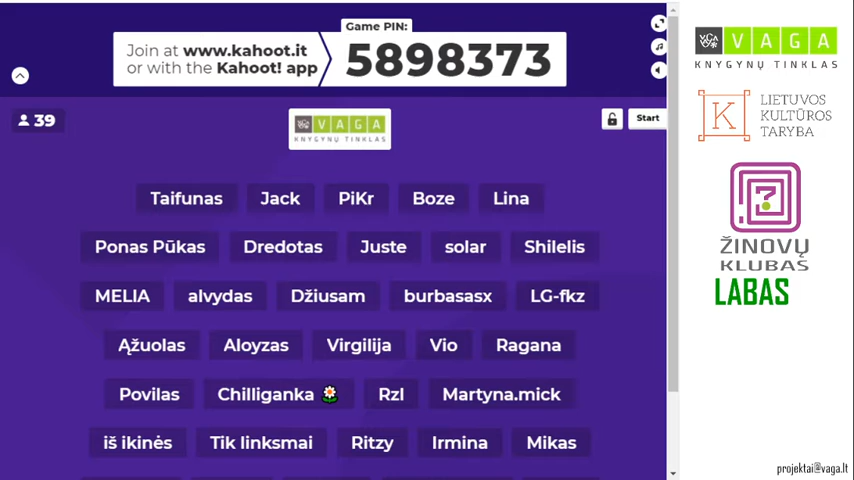 Game PIN:
Join at www.kahoot.it
or with the Kahoot! app
5898373
39
VAGA
KNYGYNŲ TINKLAS
Start
Taifunas Jack PiKr Boze Lina
Ponas Pūkas Dredotas Juste solar Shilelis
MELIA alvydas Džiusam burbasasx LG-fkz
Ąžuolas Aloyzas Virgilija Vio Ragana
Povilas Chilliganka 🌼 Rzl Martyna.mick
iš ikinės Tik linksmai Ritzy Irmina Mikas
VAGA
KNYGYNŲ TINKLAS
K
LIETUVOS
KULTŪROS
TARYBA
?
ŽINOVŲ
KLUBAS
LABAS
projektai@vaga.lt